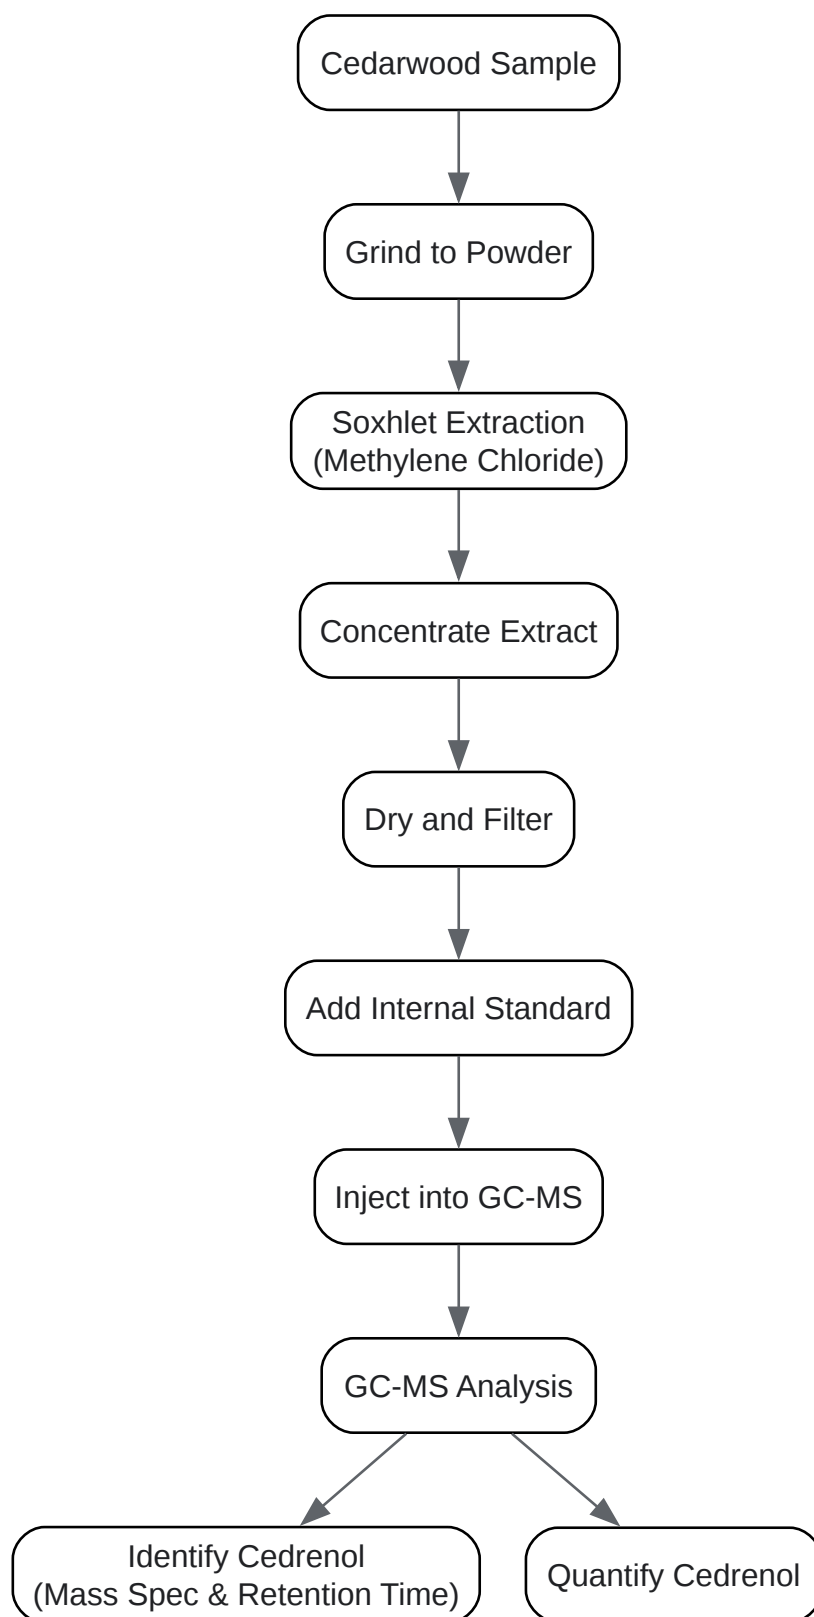 Cedarwood Sample
Grind to Powder
Soxhlet Extraction
(Methylene Chloride)
Concentrate Extract
Dry and Filter
Add Internal Standard
Inject into GC-MS
GC-MS Analysis
Identify Cedrenol
(Mass Spec & Retention Time)
Quantify Cedrenol